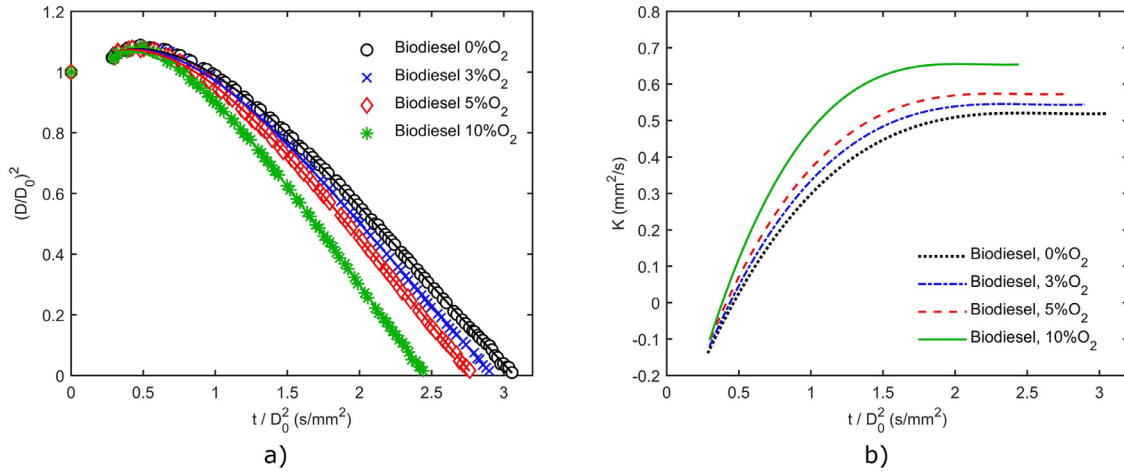 1.2
1
0.8
0.6
0.4
0.2
0
(D/D0)²
Biodiesel 0%O2
Biodiesel 3%O2
Biodiesel 5%O2
Biodiesel 10%O2
0 0.5 1 1.5 2 2.5 3
t / D0² (s/mm²)
a)
0.8
0.7
0.6
0.5
0.4
0.3
0.2
0.1
0
-0.1
-0.2
K (mm²/s)
Biodiesel, 0%O2
Biodiesel, 3%O2
Biodiesel, 5%O2
Biodiesel, 10%O2
0 0.5 1 1.5 2 2.5 3
t / D0² (s/mm²)
b)